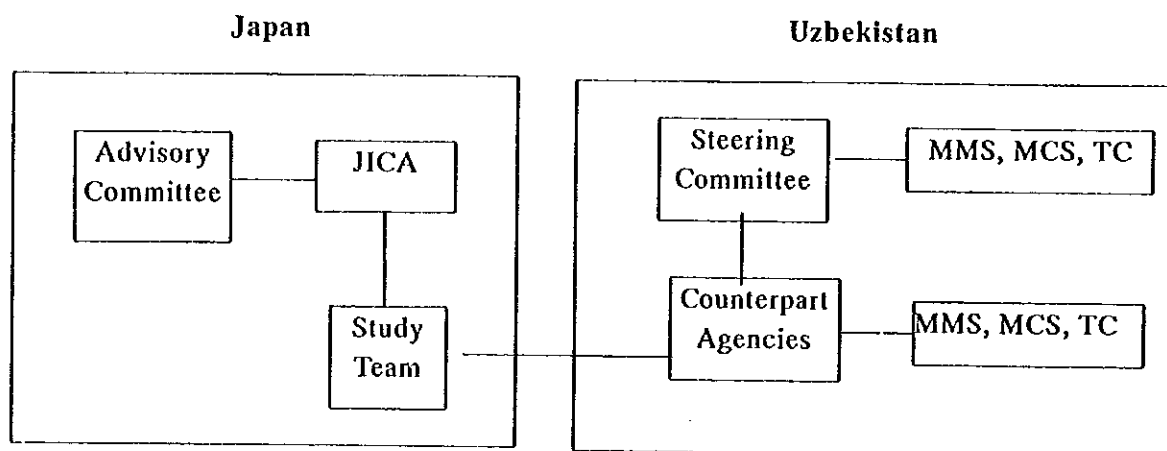 Japan
Uzbekistan
Advisory
Committee
JICA
Steering
Committee
MMS, MCS, TC
Study
Team
Counterpart
Agencies
MMS, MCS, TC